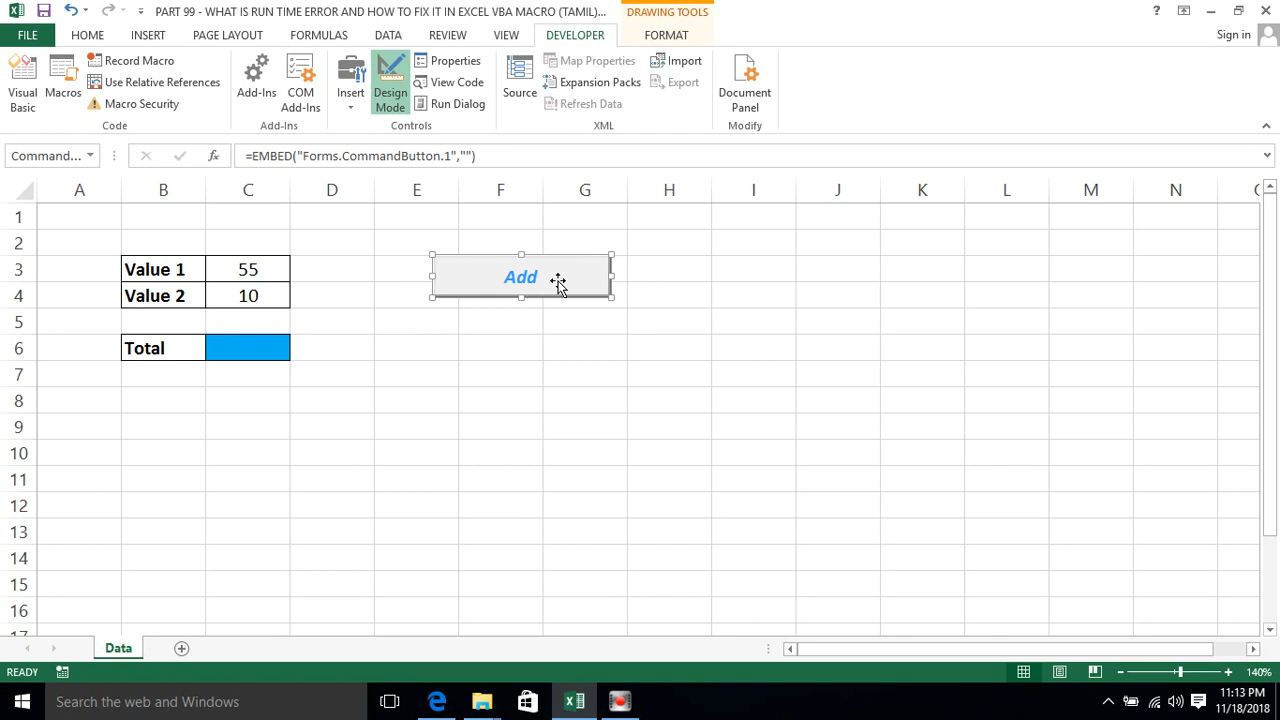 PART 99 - WHAT IS RUN TIME ERROR AND HOW TO FIX IT IN EXCEL VBA MACRO (TAMIL)...
DRAWING TOOLS
?
FILE HOME INSERT PAGE LAYOUT FORMULAS DATA REVIEW VIEW DEVELOPER FORMAT
Sign in
Visual Basic
Macros
Record Macro
Use Relative References
Macro Security
Code
Add-Ins
COM Add-Ins
Add-Ins
Insert
Design Mode
Properties
View Code
Run Dialog
Controls
Source
Map Properties
Expansion Packs
Refresh Data
Import
Export
XML
Document Panel
Modify
Command...
fx
=EMBED("Forms.CommandButton.1","")
A B C D E F G H I J K L M N
1
2
3 Value 1 55
Add
4 Value 2 10
5
6 Total
7
8
9
10
11
12
13
14
15
16
17
Data
READY
140%
Search the web and Windows
11:13 PM
11/18/2018